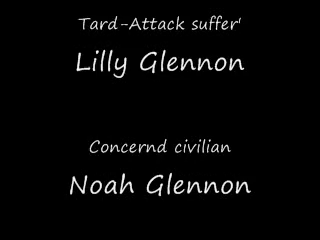 Tard-Attack suffer'
Lilly Glennon
Concernd civilian
Noah Glennon